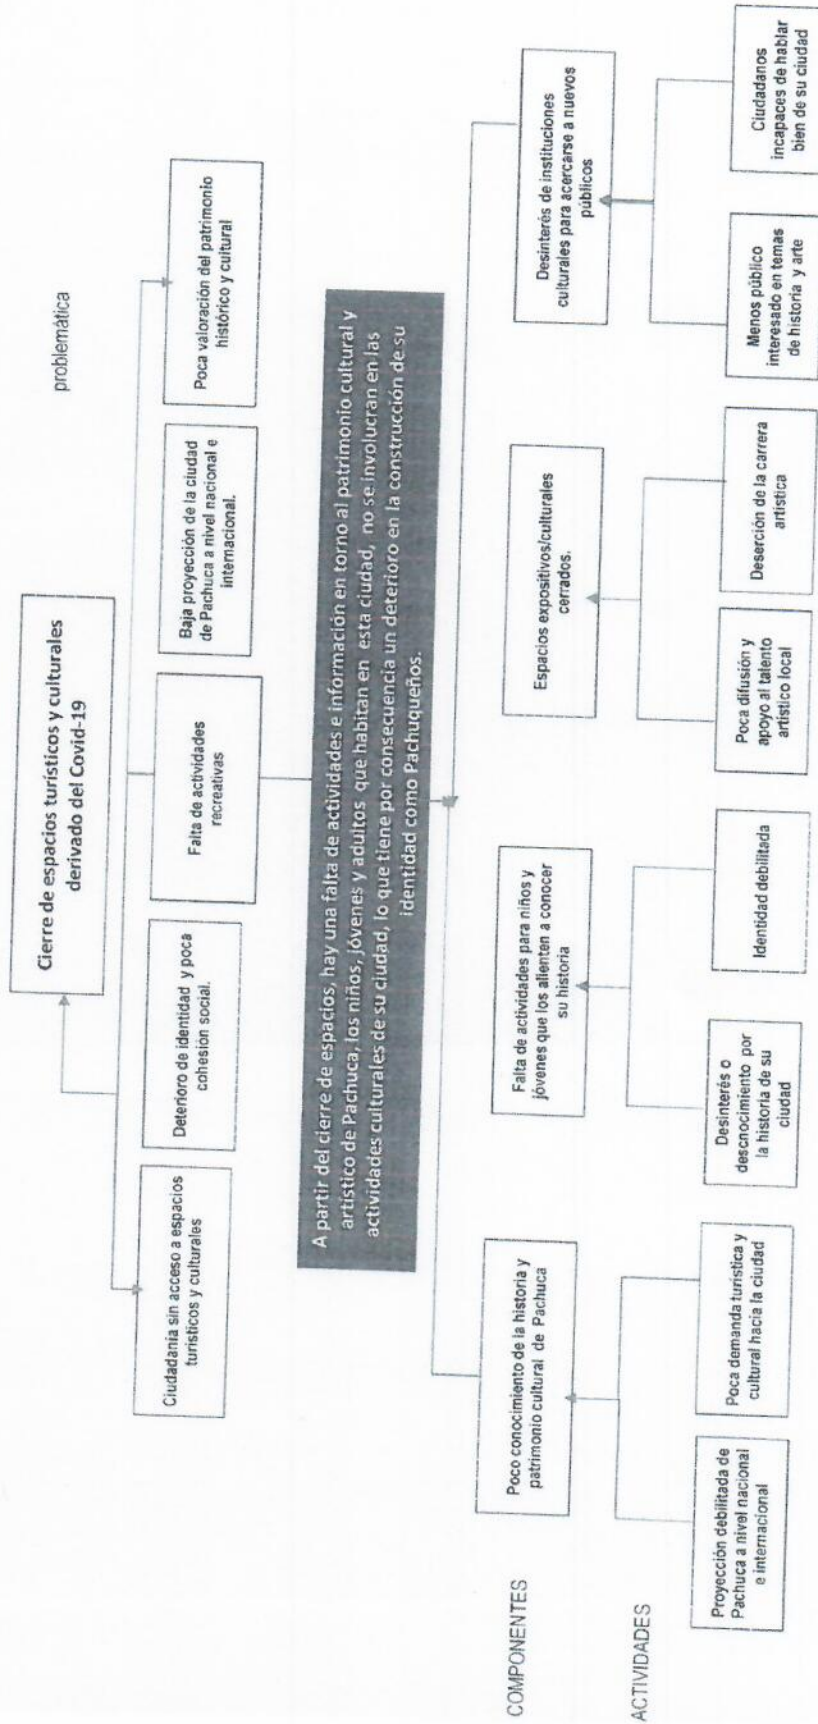 problemática
Cierre de espacios turísticos y culturales
derivado del Covid-19
Ciudadanía sin acceso a espacios
turísticos y culturales
Deterioro de identidad y poca
cohesión social.
Falta de actividades
recreativas
Baja proyección de la ciudad
de Pachuca a nivel nacional e
internacional.
Poca valoración del patrimonio
histórico y cultural
A partir del cierre de espacios, hay una falta de actividades e información en torno al patrimonio cultural y
artístico de Pachuca, los niños, jóvenes y adultos que habitan en esta ciudad, no se involucran en las
actividades culturales de su ciudad, lo que tiene por consecuencia un deterioro en la construcción de su
identidad como Pachuqueños.
COMPONENTES
Poco conocimiento de la historia y
patrimonio cultural de Pachuca
Falta de actividades para niños y
jóvenes que los alienten a conocer
su historia
Espacios expositivos/culturales
cerrados.
Desinterés de instituciones
culturales para acercarse a nuevos
públicos
ACTIVIDADES
Proyección debilitada de
Pachuca a nivel nacional
e internacional
Poca demanda turística y
cultural hacia la ciudad
Desinterés o
descnocimiento por
la historia de su
ciudad
Identidad debilitada
Poca difusión y
apoyo al talento
artístico local
Deserción de la carrera
artística
Menos público
interesado en temas
de historia y arte
Ciudadanos
incapaces de hablar
bien de su ciudad